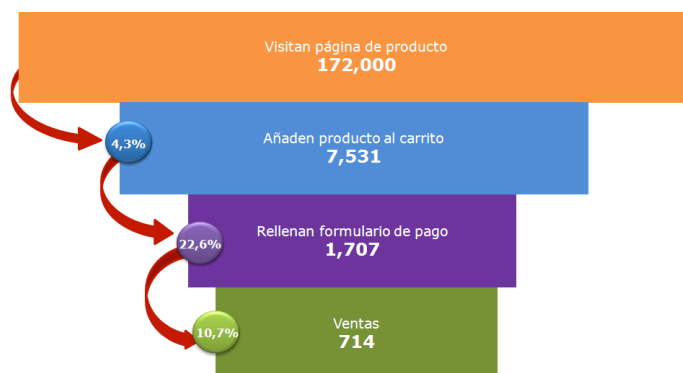 Visitan página de producto
172,000
4,3%
Añaden producto al carrito
7,531
22,6%
Rellenan formulario de pago
1,707
10,7%
Ventas
714